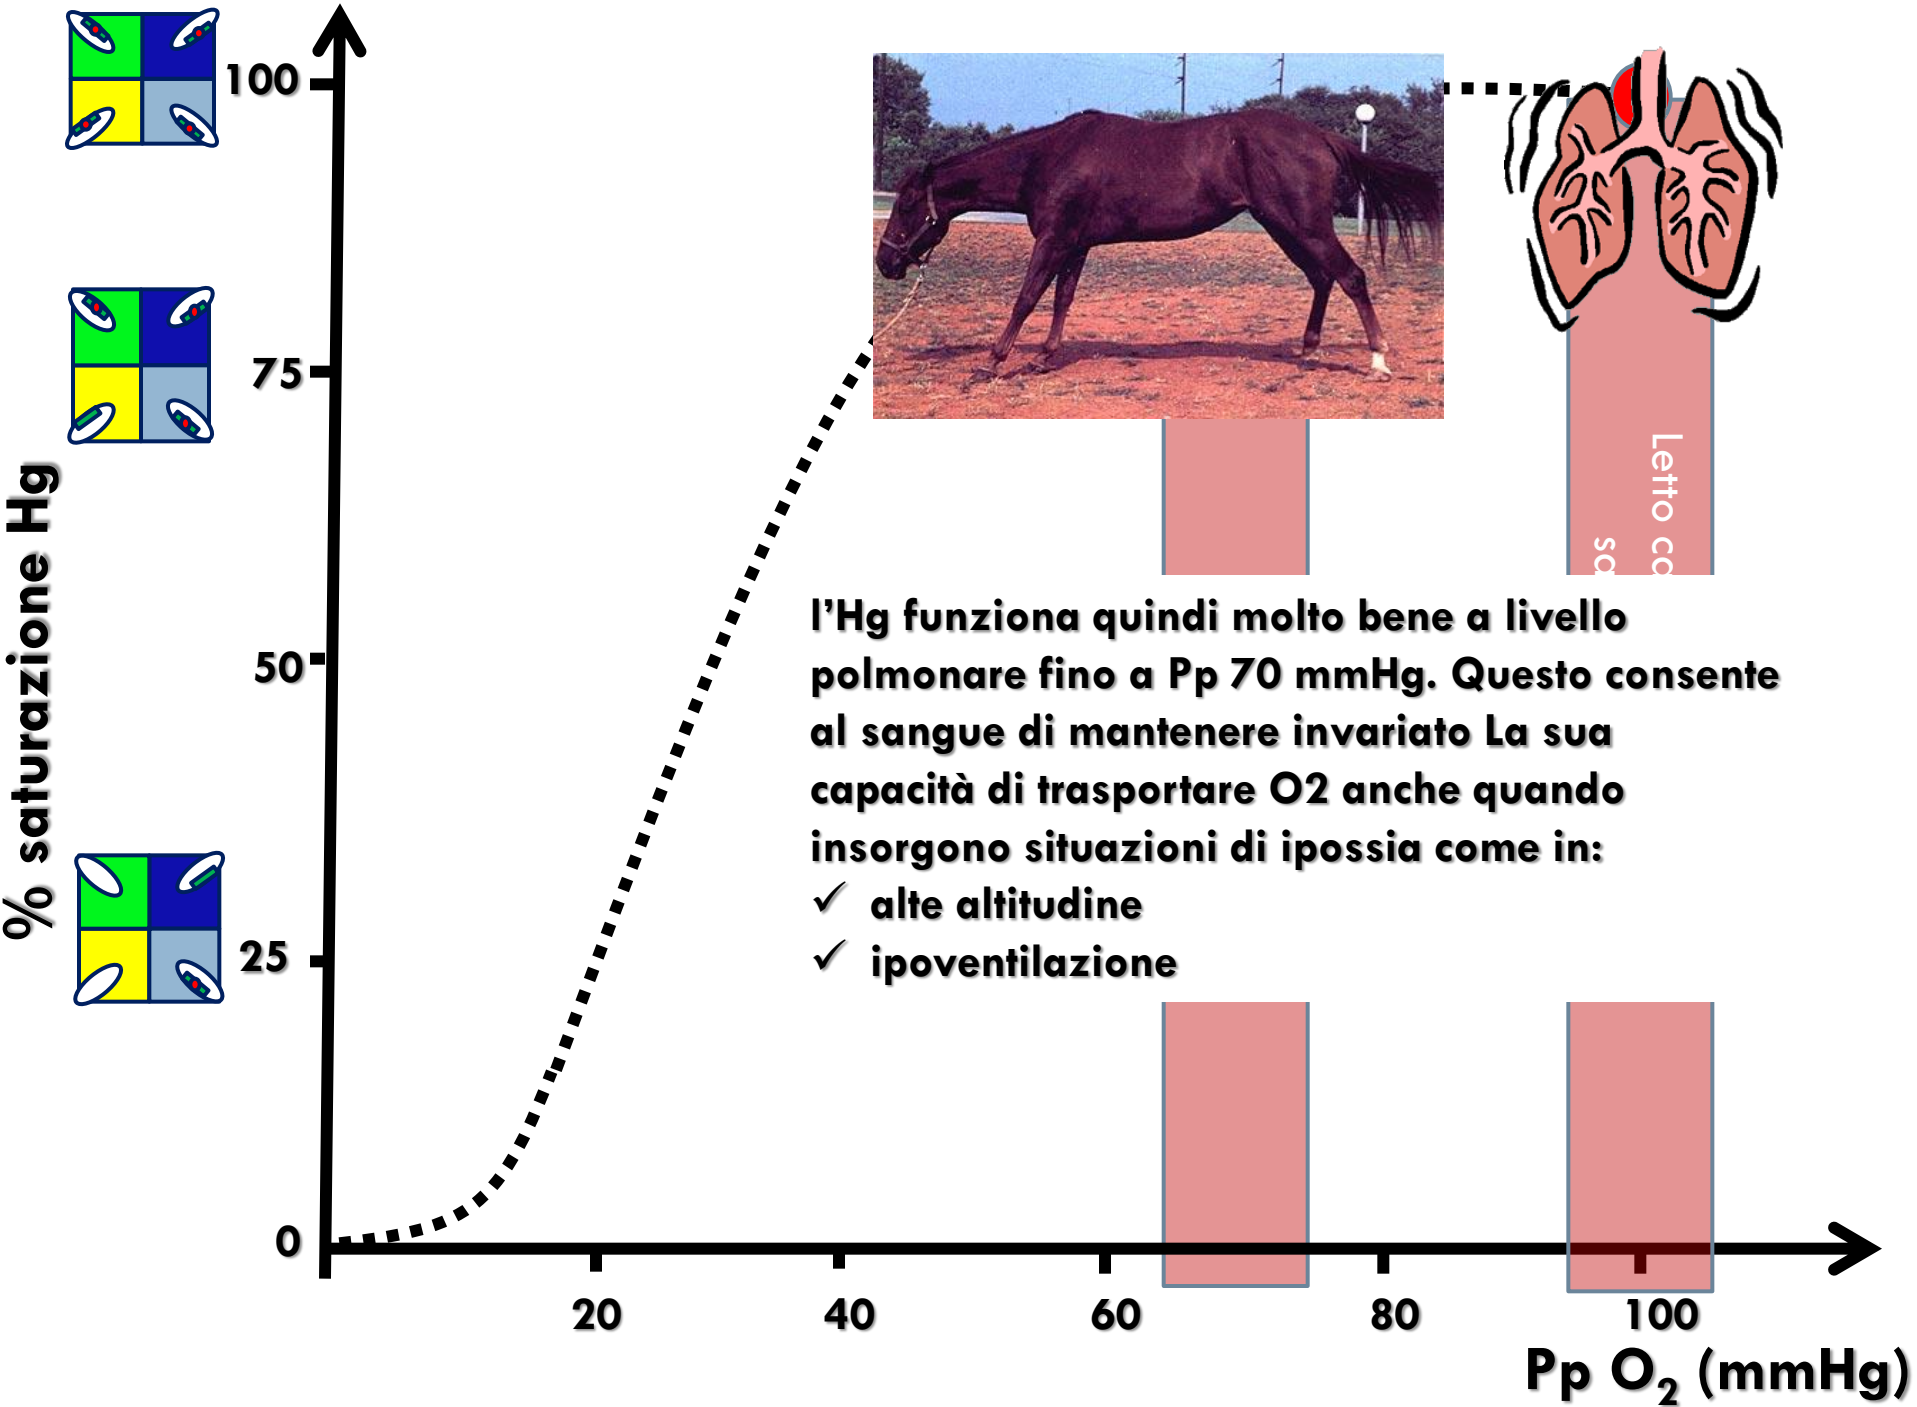 % saturazione Hg
100
75
50
25
0
Letto
l’Hg funziona quindi molto bene a livello
polmonare fino a Pp 70 mmHg. Questo consente
al sangue di mantenere invariato La sua
capacità di trasportare O2 anche quando
insorgono situazioni di ipossia come in:
✓ alte altitudine
✓ ipoventilazione
20 40 60 80 100
Pp O₂ (mmHg)